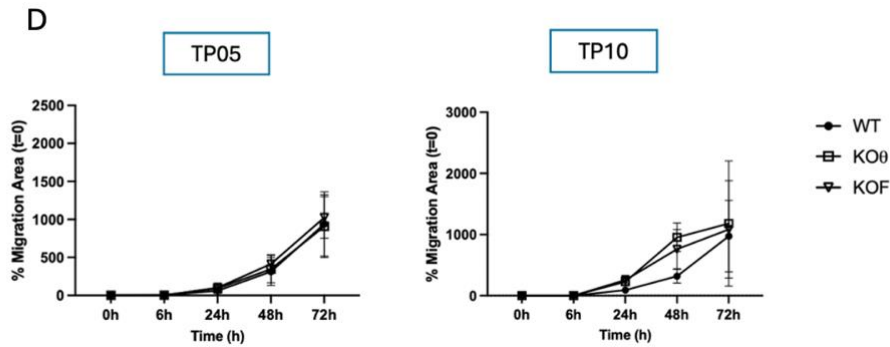 D
TP05
TP10
% Migration Area (t=0)
2500
2000
1500
1000
500
0
0h 6h 24h 48h 72h
Time (h)
% Migration Area (t=0)
3000
2000
1000
0
0h 6h 24h 48h 72h
Time (h)
WT
KOθ
KOF